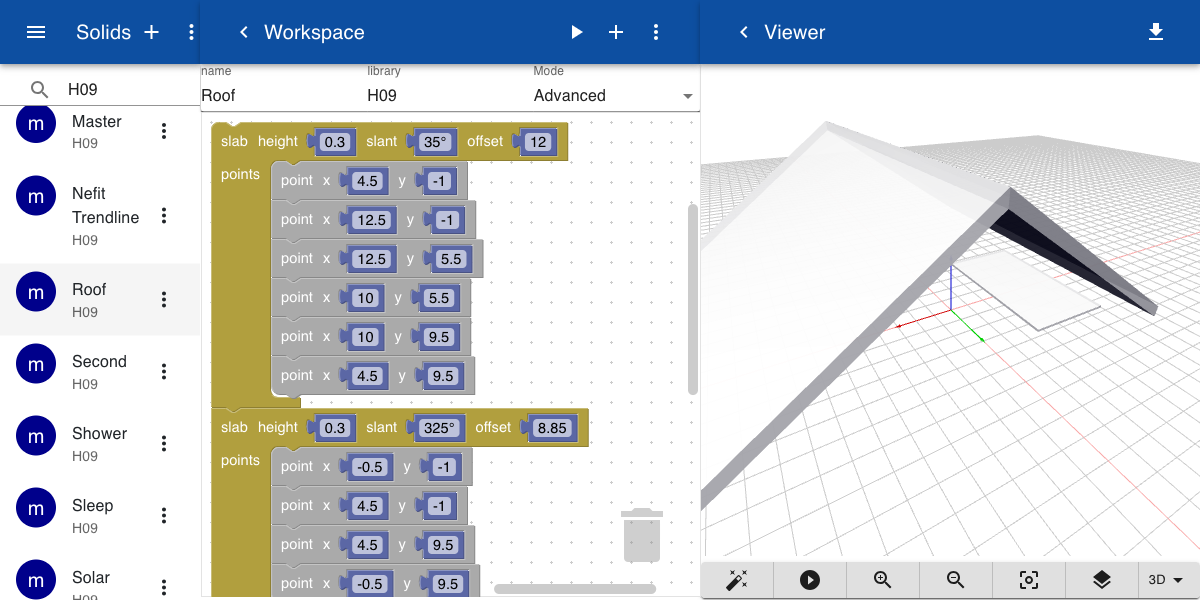 Solids
Workspace
Viewer
H09
name
library
Mode
Roof
H09
Advanced
m
Master
H09
m
Nefit
Trendline
H09
m
Roof
H09
m
Second
H09
m
Shower
H09
m
Sleep
H09
m
Solar
H09
slab height 0.3 slant 35° offset 12
points
point x 4.5 y -1
point x 12.5 y -1
point x 12.5 y 5.5
point x 10 y 5.5
point x 10 y 9.5
point x 4.5 y 9.5
slab height 0.3 slant 325° offset 8.85
points
point x -0.5 y -1
point x 4.5 y -1
point x 4.5 y 9.5
point x -0.5 y 9.5
3D